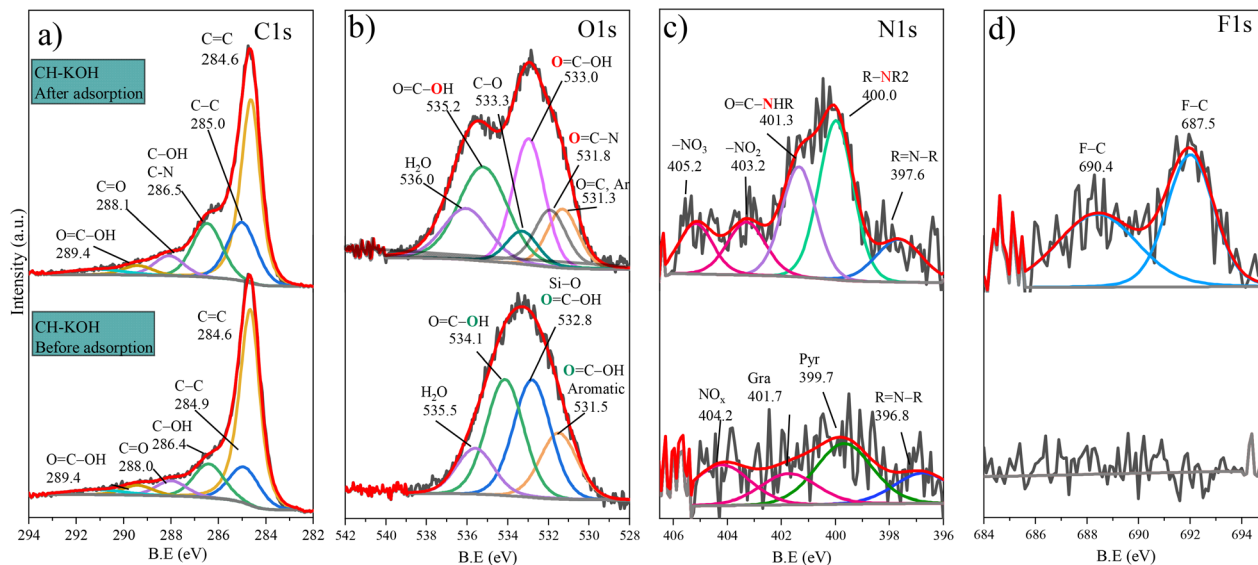 a)
C1s
CH-KOH
After adsorption
C=C
284.6
C–C
285.0
C–OH
C-N
286.5
C=O
288.1
O=C–OH
289.4
CH-KOH
Before adsorption
C=C
284.6
C–C
284.9
C–OH
286.4
C=O
288.0
O=C–OH
289.4
Intensity (a.u.)
294 292 290 288 286 284 282
B.E (eV)
b)
O1s
O=C–OH
535.2
C–O
533.3
O=C–OH
533.0
O=C–N
531.8
O=C, Ar
531.3
H2O
536.0
Si–O
O=C–OH
532.8
O=C–OH
534.1
O=C–OH
Aromatic
531.5
H2O
535.5
542 540 538 536 534 532 530 528
B.E (eV)
c)
N1s
R–NR2
400.0
O=C–NHR
401.3
–NO3
405.2
–NO2
403.2
R=N–R
397.6
NOx
404.2
Gra
401.7
Pyr
399.7
R=N–R
396.8
406 404 402 400 398 396
B.E (eV)
d)
F1s
F–C
687.5
F–C
690.4
684 686 688 690 692 694
B.E (eV)